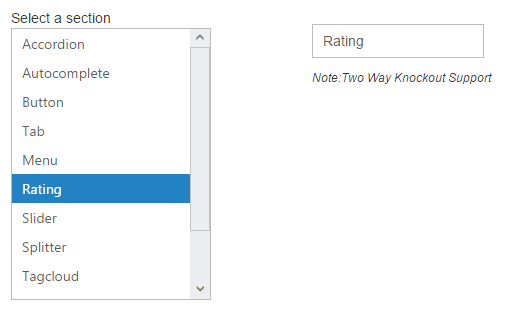 Select a section
Accordion
Autocomplete
Button
Tab
Menu
Rating
Slider
Splitter
Tagcloud
Rating
Note:Two Way Knockout Support